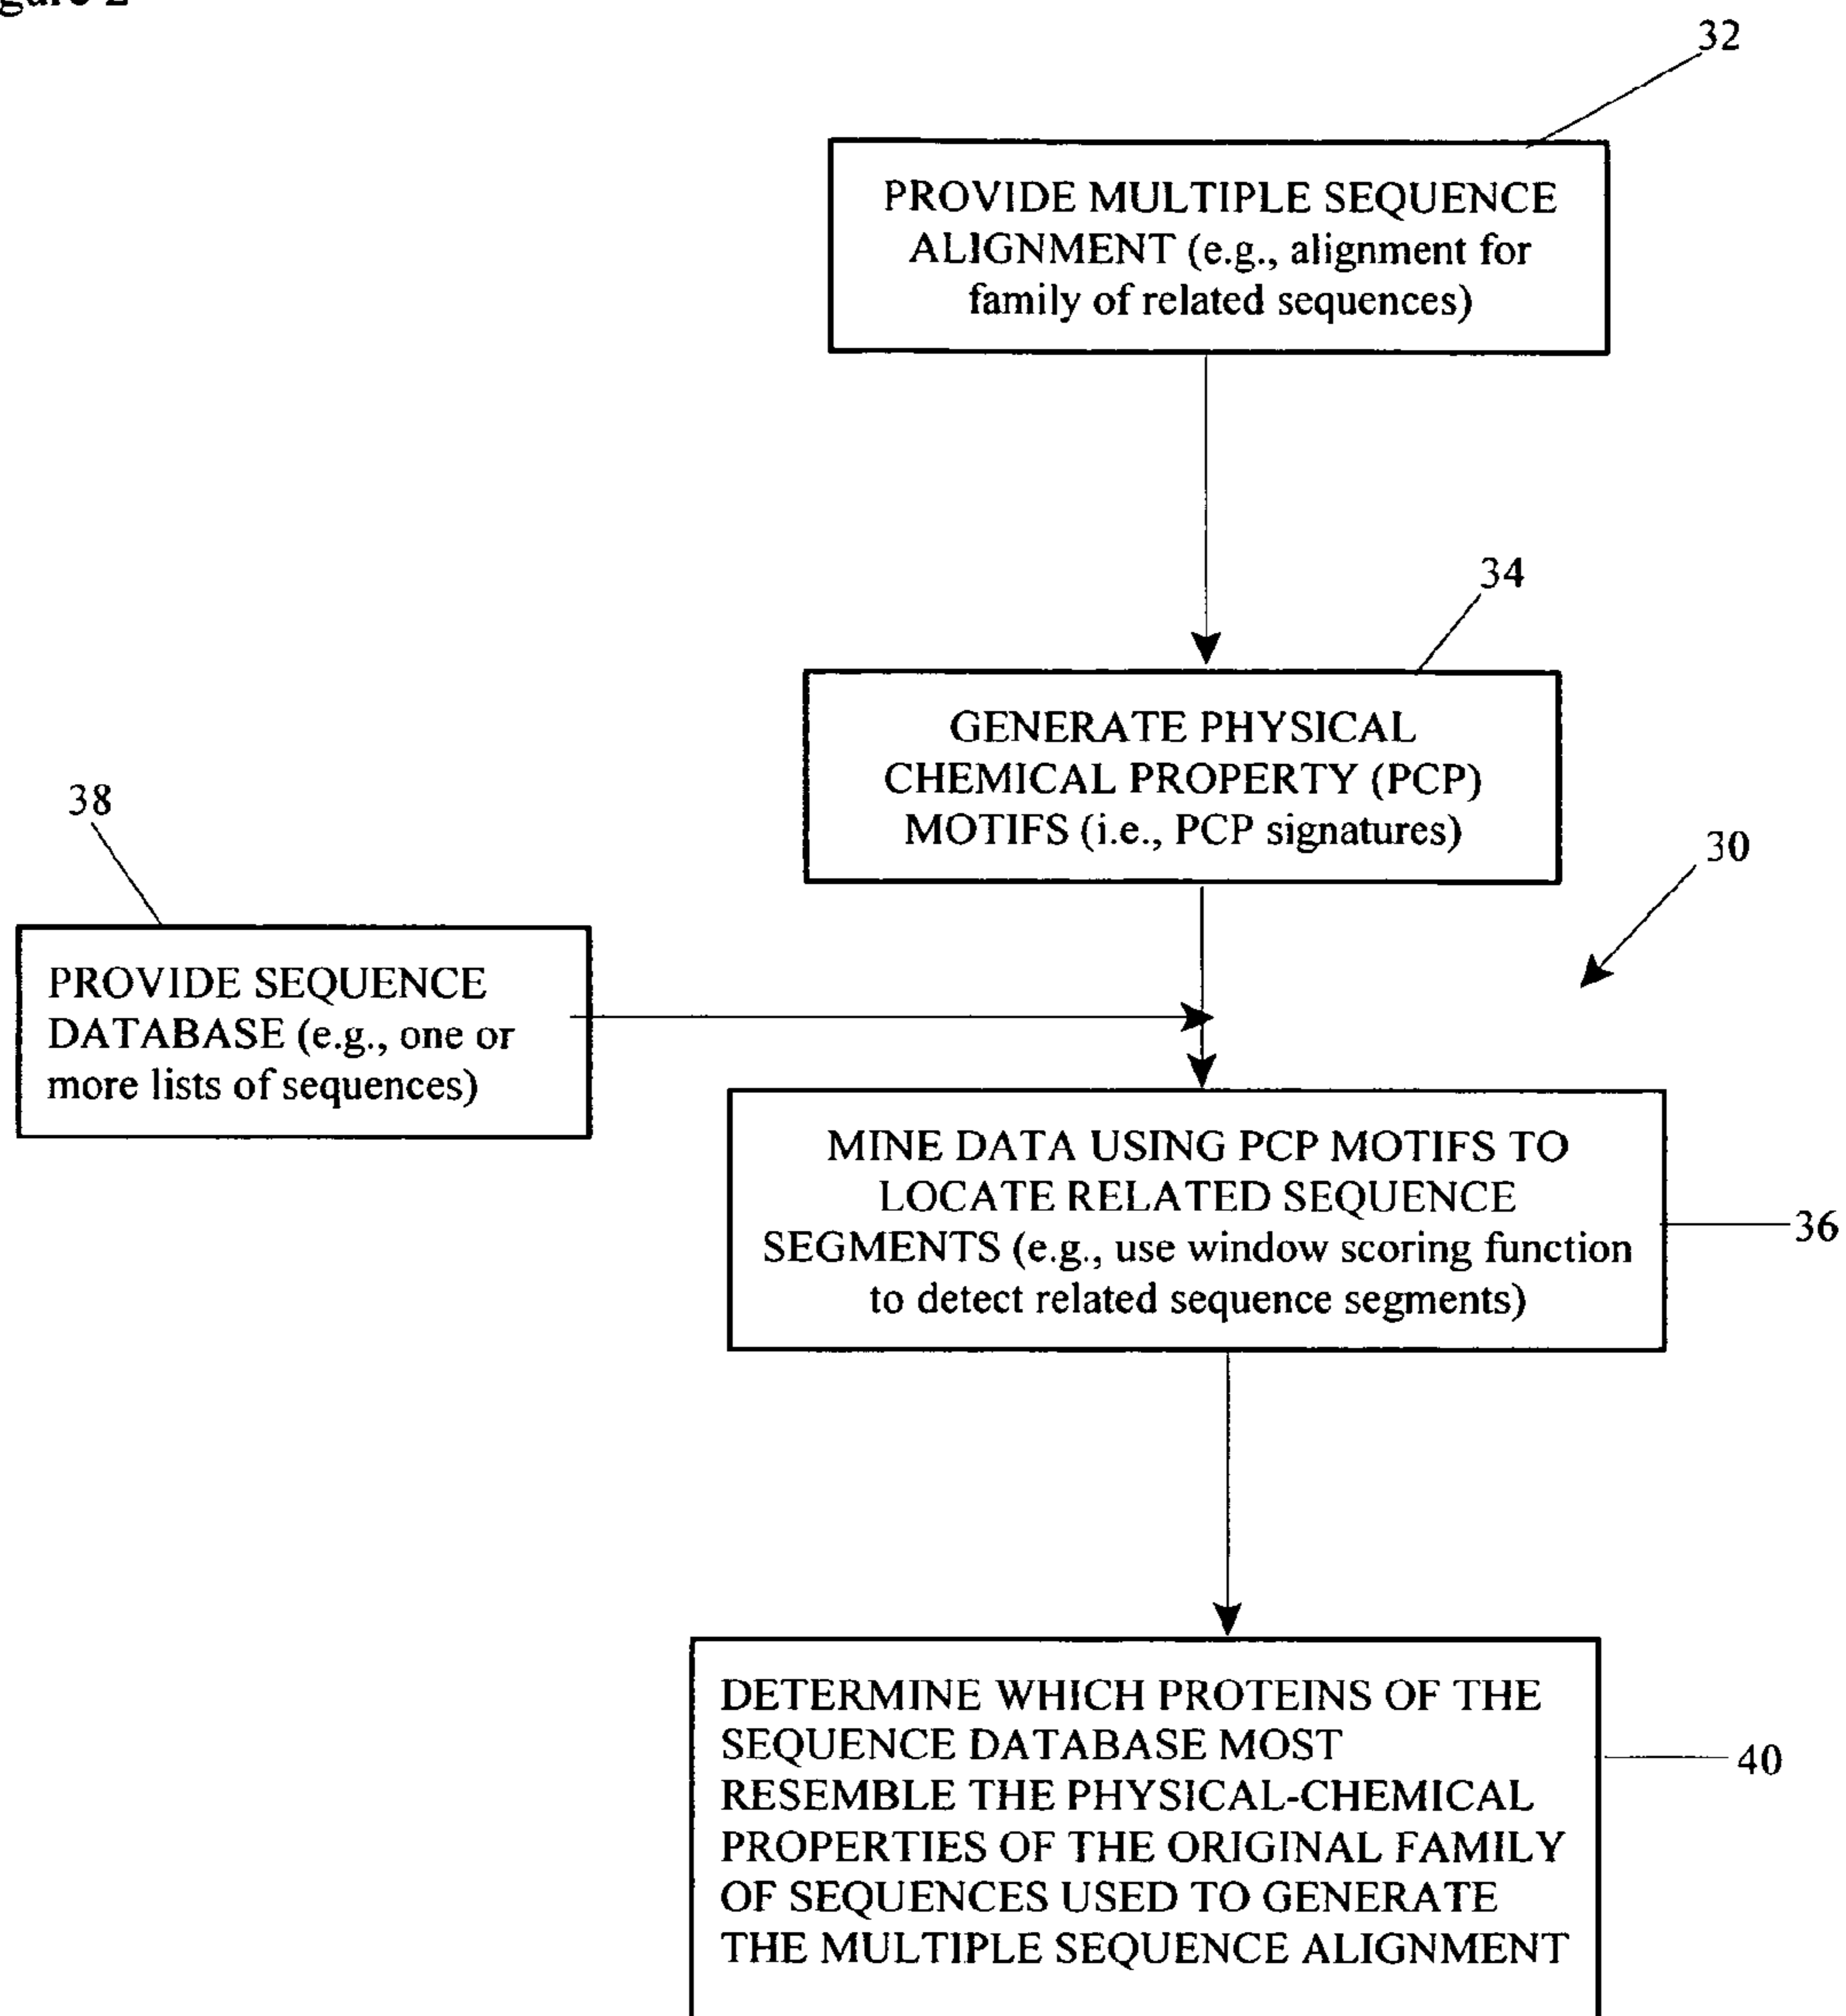 32
PROVIDE MULTIPLE SEQUENCE
ALIGNMENT (e.g., alignment for
family of related sequences)
34
GENERATE PHYSICAL
CHEMICAL PROPERTY (PCP)
MOTIFS (i.e., PCP signatures)
38
30
PROVIDE SEQUENCE
DATABASE (e.g., one or
more lists of sequences)
MINE DATA USING PCP MOTIFS TO
LOCATE RELATED SEQUENCE
SEGMENTS (e.g., use window scoring function
to detect related sequence segments)
36
DETERMINE WHICH PROTEINS OF THE
SEQUENCE DATABASE MOST
RESEMBLE THE PHYSICAL-CHEMICAL
PROPERTIES OF THE ORIGINAL FAMILY
OF SEQUENCES USED TO GENERATE
THE MULTIPLE SEQUENCE ALIGNMENT
40